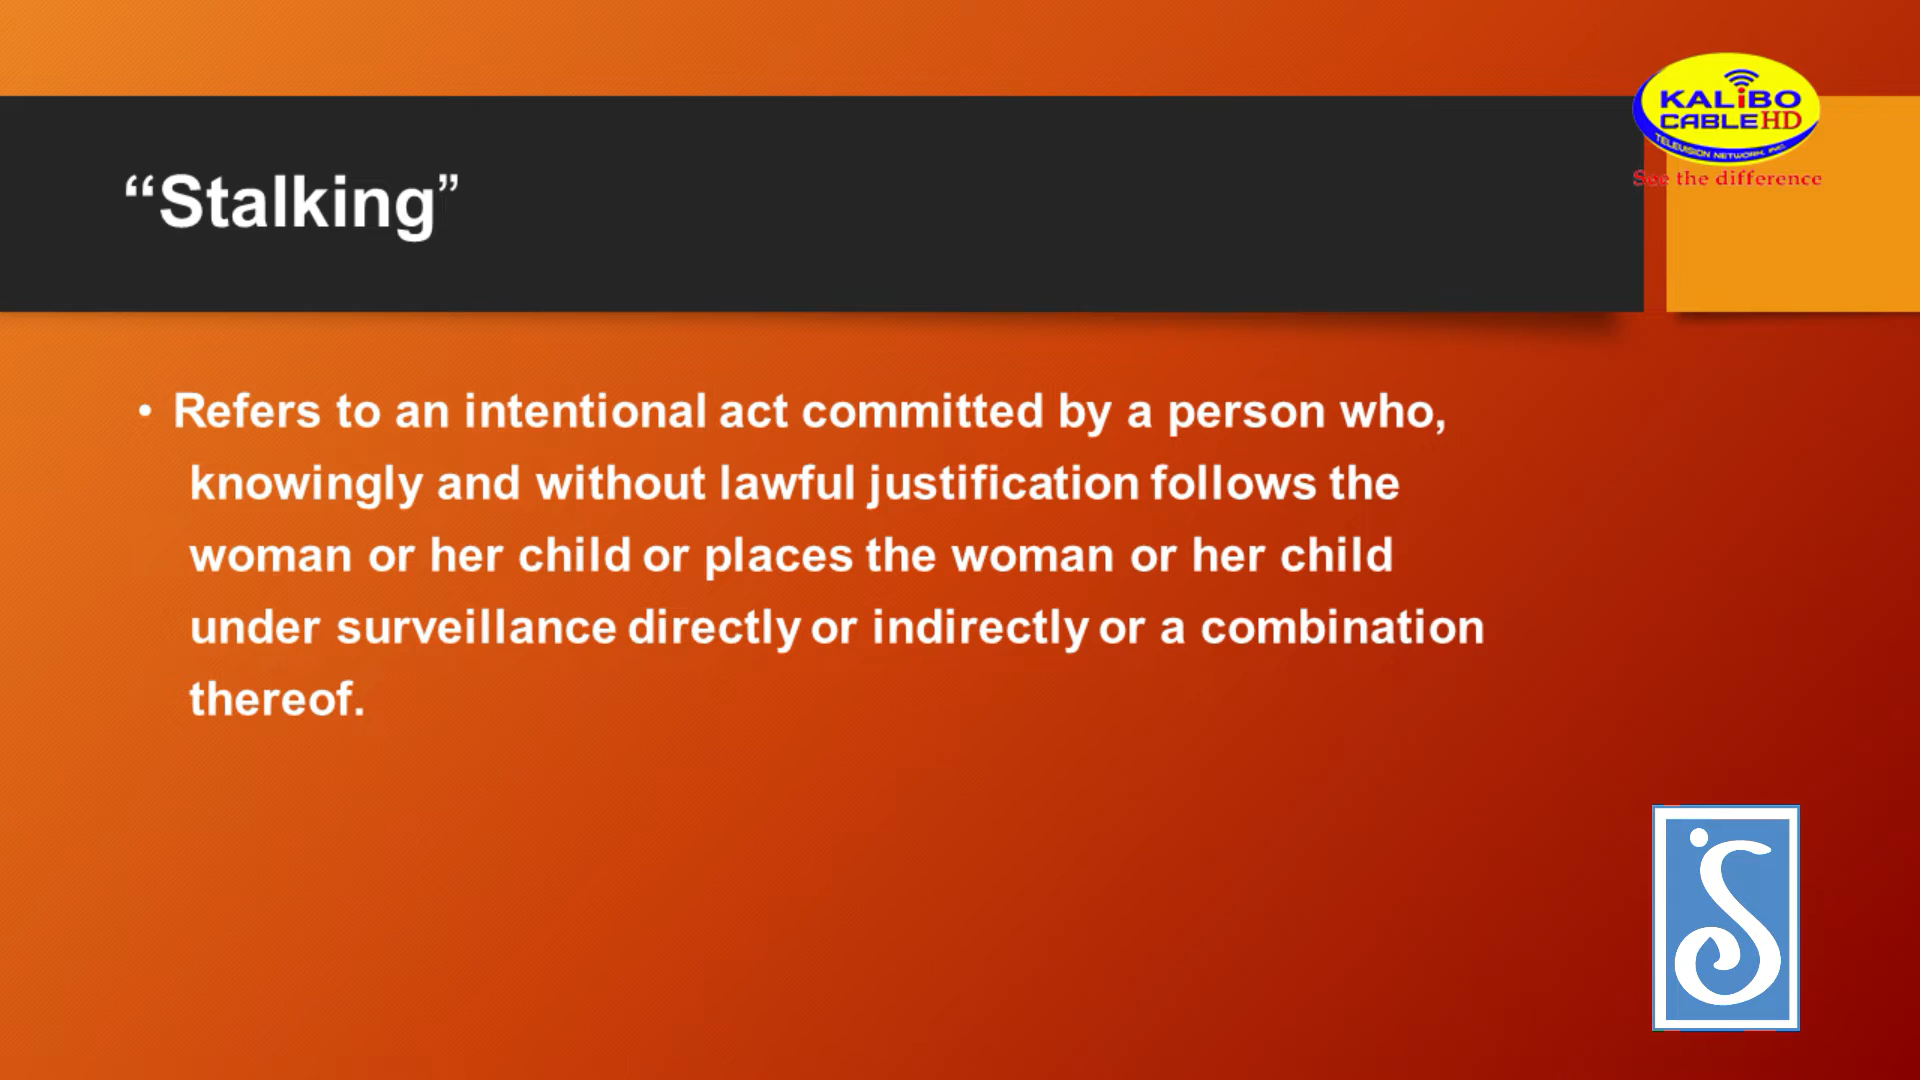 KALiBO
CABLEHD
TELEVISION NETWORK, INC.
See the difference
“Stalking”
• Refers to an intentional act committed by a person who,
knowingly and without lawful justification follows the
woman or her child or places the woman or her child
under surveillance directly or indirectly or a combination
thereof.
S